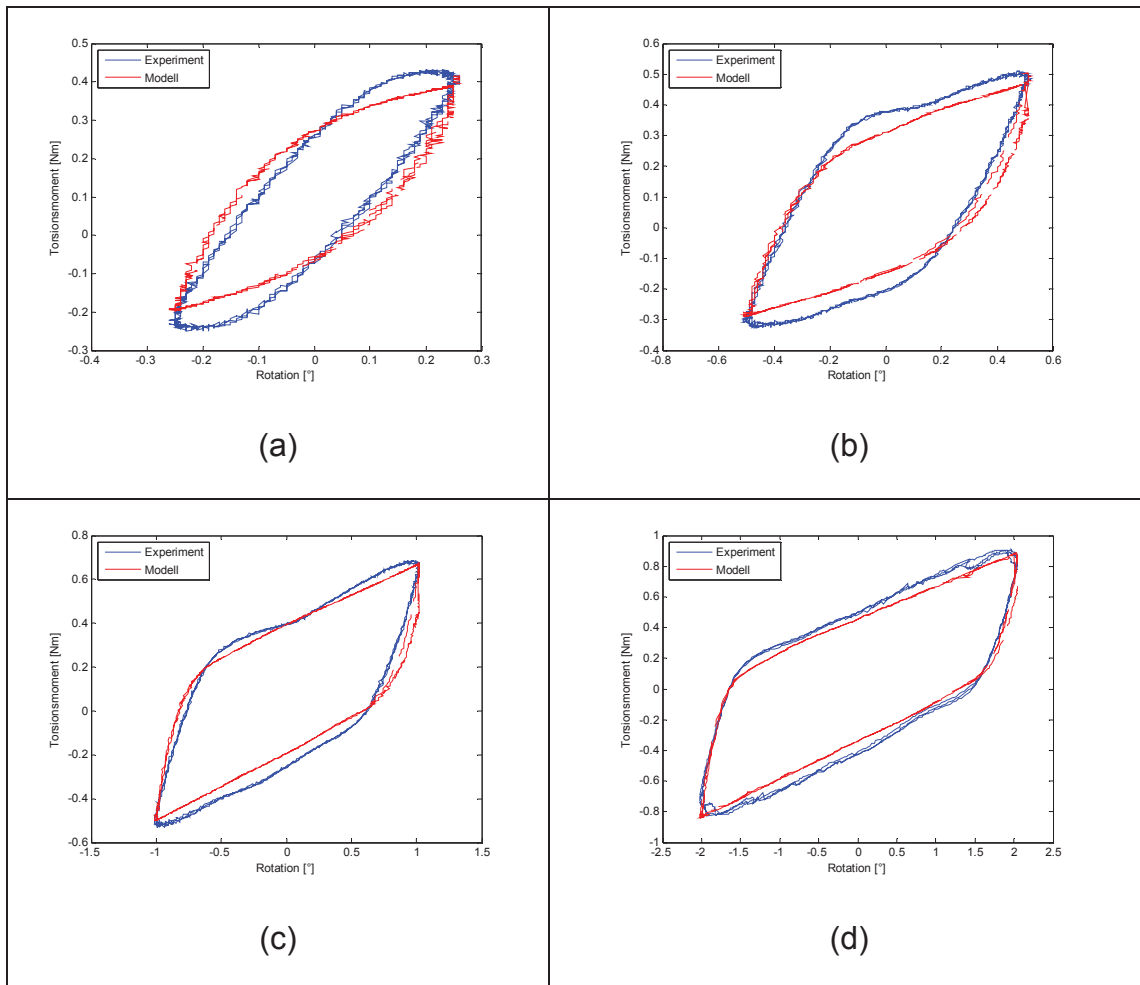 Experiment
Modell
Torsionsmoment [Nm]
0.5
0.4
0.3
0.2
0.1
0
-0.1
-0.2
-0.3
-0.4 -0.3 -0.2 -0.1 0 0.1 0.2 0.3
Rotation [°]
(a)
Experiment
Modell
Torsionsmoment [Nm]
0.6
0.5
0.4
0.3
0.2
0.1
0
-0.1
-0.2
-0.3
-0.4
-0.8 -0.6 -0.4 -0.2 0 0.2 0.4 0.6
Rotation [°]
(b)
Experiment
Modell
Torsionsmoment [Nm]
0.8
0.6
0.4
0.2
0
-0.2
-0.4
-0.6
-1.5 -1 -0.5 0 0.5 1 1.5
Rotation [°]
(c)
Experiment
Modell
Torsionsmoment [Nm]
1
0.8
0.6
0.4
0.2
0
-0.2
-0.4
-0.6
-0.8
-1
-2.5 -2 -1.5 -1 -0.5 0 0.5 1 1.5 2 2.5
Rotation [°]
(d)